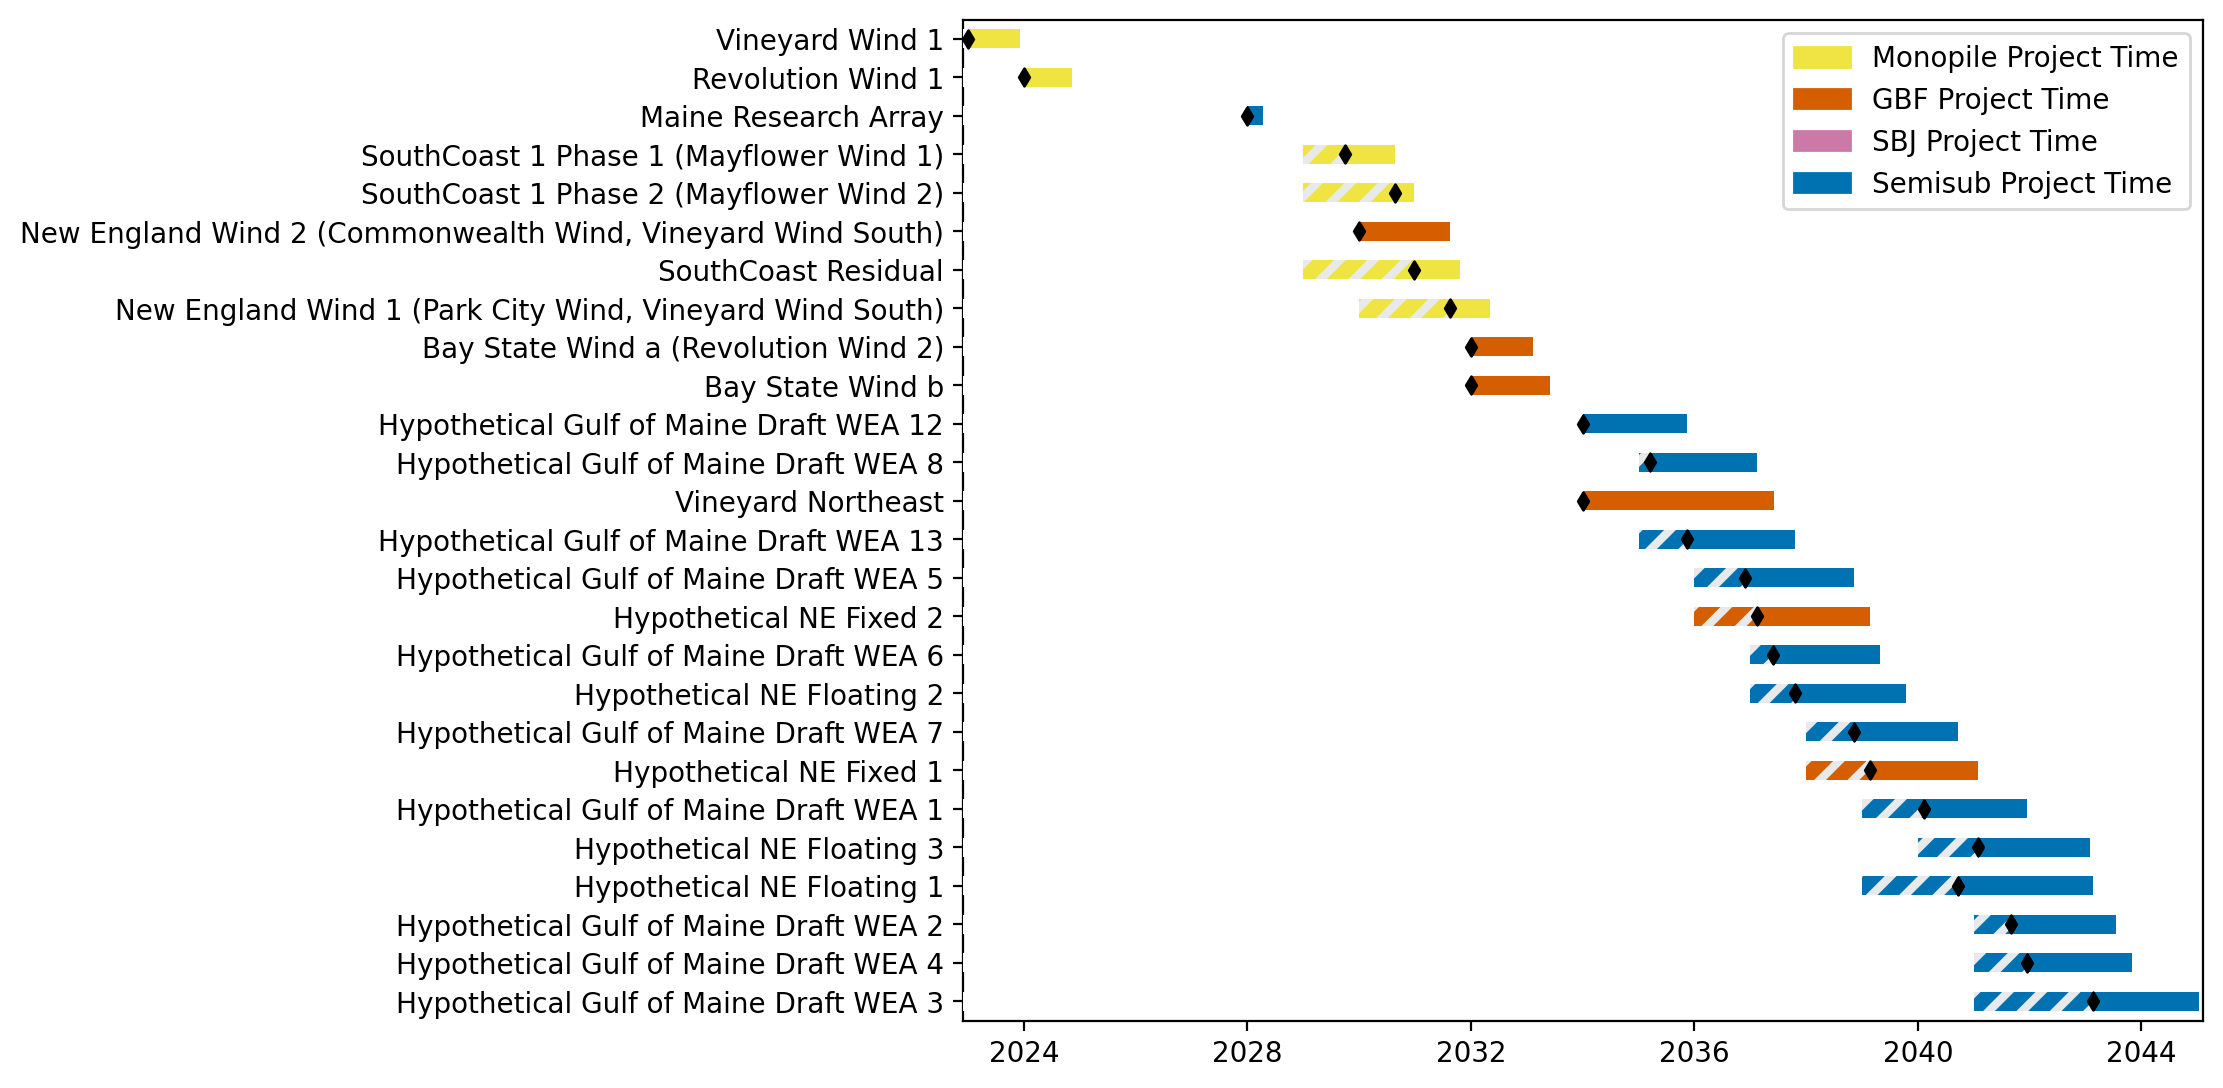 Vineyard Wind 1
Revolution Wind 1
Maine Research Array
SouthCoast 1 Phase 1 (Mayflower Wind 1)
SouthCoast 1 Phase 2 (Mayflower Wind 2)
New England Wind 2 (Commonwealth Wind, Vineyard Wind South)
SouthCoast Residual
New England Wind 1 (Park City Wind, Vineyard Wind South)
Bay State Wind a (Revolution Wind 2)
Bay State Wind b
Hypothetical Gulf of Maine Draft WEA 12
Hypothetical Gulf of Maine Draft WEA 8
Vineyard Northeast
Hypothetical Gulf of Maine Draft WEA 13
Hypothetical Gulf of Maine Draft WEA 5
Hypothetical NE Fixed 2
Hypothetical Gulf of Maine Draft WEA 6
Hypothetical NE Floating 2
Hypothetical Gulf of Maine Draft WEA 7
Hypothetical NE Fixed 1
Hypothetical Gulf of Maine Draft WEA 1
Hypothetical NE Floating 3
Hypothetical NE Floating 1
Hypothetical Gulf of Maine Draft WEA 2
Hypothetical Gulf of Maine Draft WEA 4
Hypothetical Gulf of Maine Draft WEA 3
Monopile Project Time
GBF Project Time
SBJ Project Time
Semisub Project Time
2024 2028 2032 2036 2040 2044